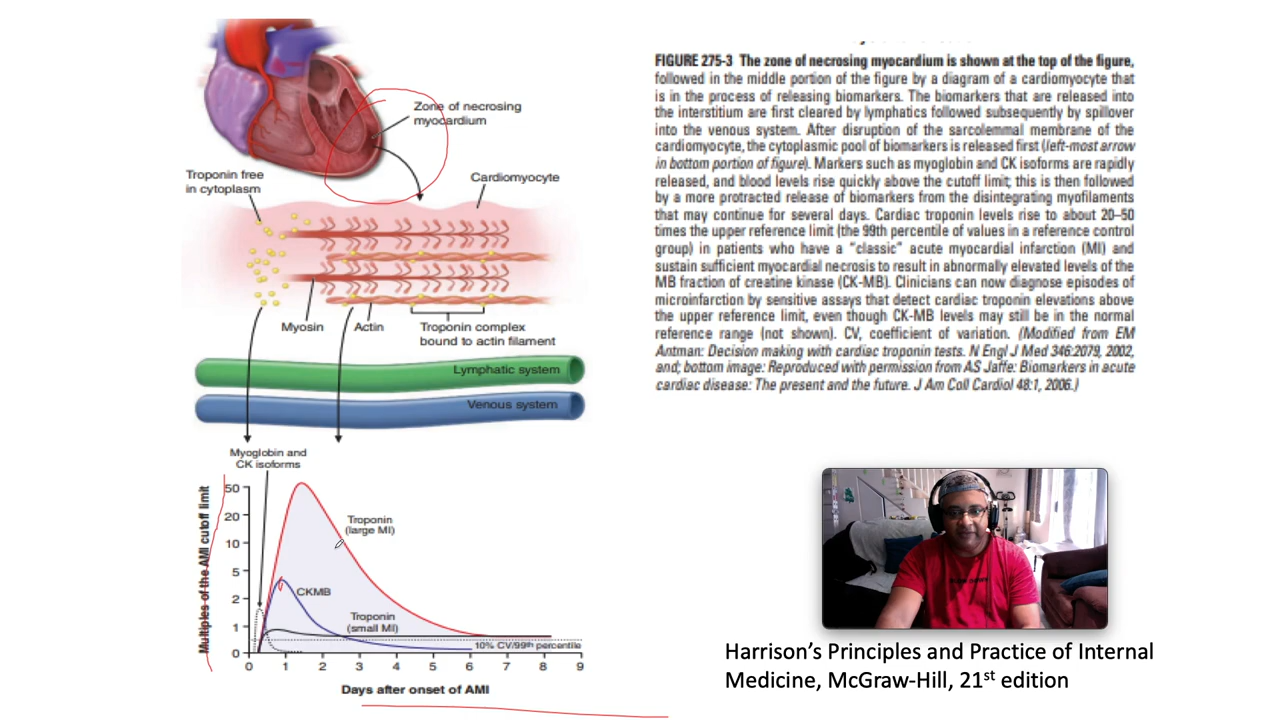 Zone of necrosing
myocardium
Troponin free
in cytoplasm
Cardiomyocyte
Myosin
Actin
Troponin complex
bound to actin filament
Lymphatic system
Venous system
Myoglobin and
CK isoforms
Multiples of the AMI cutoff limit
50
20
10
5
2
1
0
Troponin
(large MI)
CKMB
Troponin
(small MI)
10% CV/99th percentile
0 1 2 3 4 5 6 7 8 9
Days after onset of AMI
FIGURE 275-3 The zone of necrosing myocardium is shown at the top of the figure,
followed in the middle portion of the figure by a diagram of a cardiomyocyte that
is in the process of releasing biomarkers. The biomarkers that are released into
the interstitium are first cleared by lymphatics followed subsequently by spillover
into the venous system. After disruption of the sarcolemmal membrane of the
cardiomyocyte, the cytoplasmic pool of biomarkers is released first (left-most arrow
in bottom portion of figure). Markers such as myoglobin and CK isoforms are rapidly
released, and blood levels rise quickly above the cutoff limit; this is then followed
by a more protracted release of biomarkers from the disintegrating myofilaments
that may continue for several days. Cardiac troponin levels rise to about 20–50
times the upper reference limit (the 99th percentile of values in a reference control
group) in patients who have a "classic" acute myocardial infarction (MI) and
sustain sufficient myocardial necrosis to result in abnormally elevated levels of the
MB fraction of creatine kinase (CK-MB). Clinicians can now diagnose episodes of
microinfarction by sensitive assays that detect cardiac troponin elevations above
the upper reference limit, even though CK-MB levels may still be in the normal
reference range (not shown). CV, coefficient of variation. (Modified from EM
Antman: Decision making with cardiac troponin tests. N Engl J Med 346:2079, 2002,
and; bottom image: Reproduced with permission from AS Jaffe: Biomarkers in acute
cardiac disease: The present and the future. J Am Coll Cardiol 48:1, 2006.)
Harrison's Principles and Practice of Internal
Medicine, McGraw-Hill, 21st edition